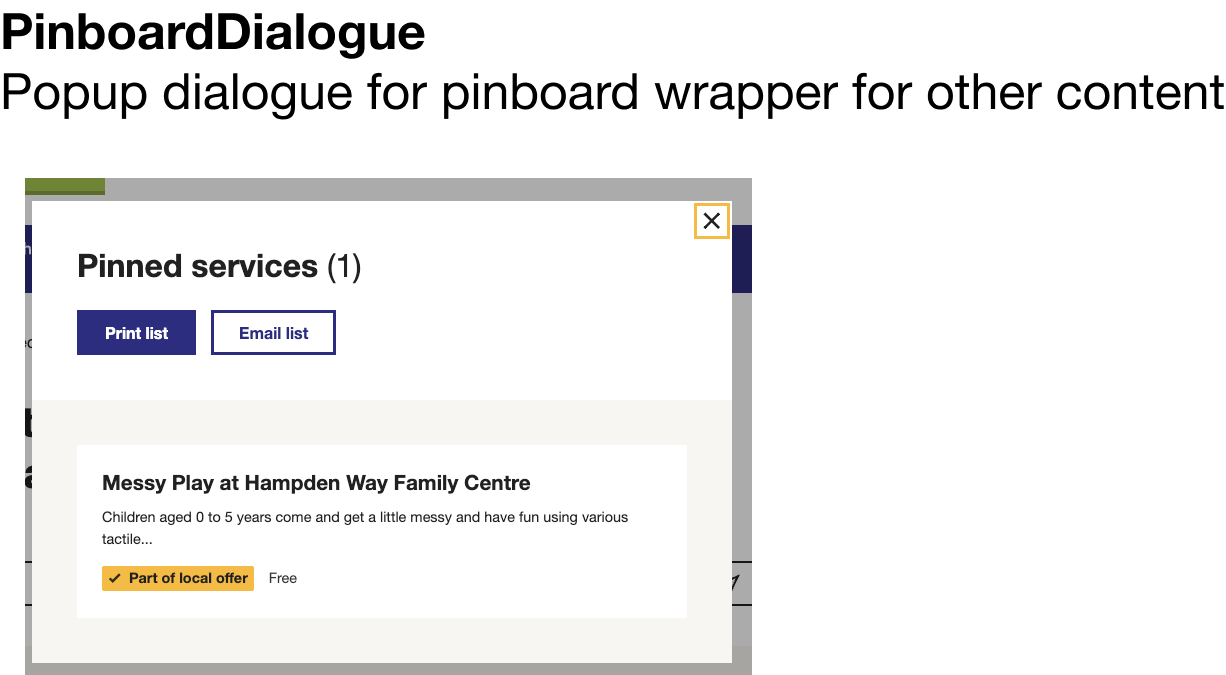 PinboardDialogue
Popup dialogue for pinboard wrapper for other content
Pinned services (1)
Print list
Email list
Messy Play at Hampden Way Family Centre
Children aged 0 to 5 years come and get a little messy and have fun using various
tactile...
Part of local offer
Free